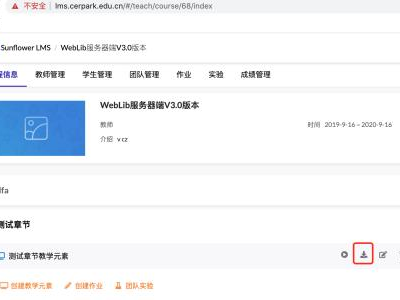 不安全 | lms.cerpark.edu.cn/#/teach/course/68/index
Sunflower LMS / WebLib服务器端V3.0版本
程信息 教师管理 学生管理 团队管理 作业 实验 成绩管理
WebLib服务器端V3.0版本
教师 时间 2019-9-16 ~ 2020-9-16
介绍 v.cz
lfa
测试章节
测试章节教学元素
创建教学元素 创建作业 团队实验